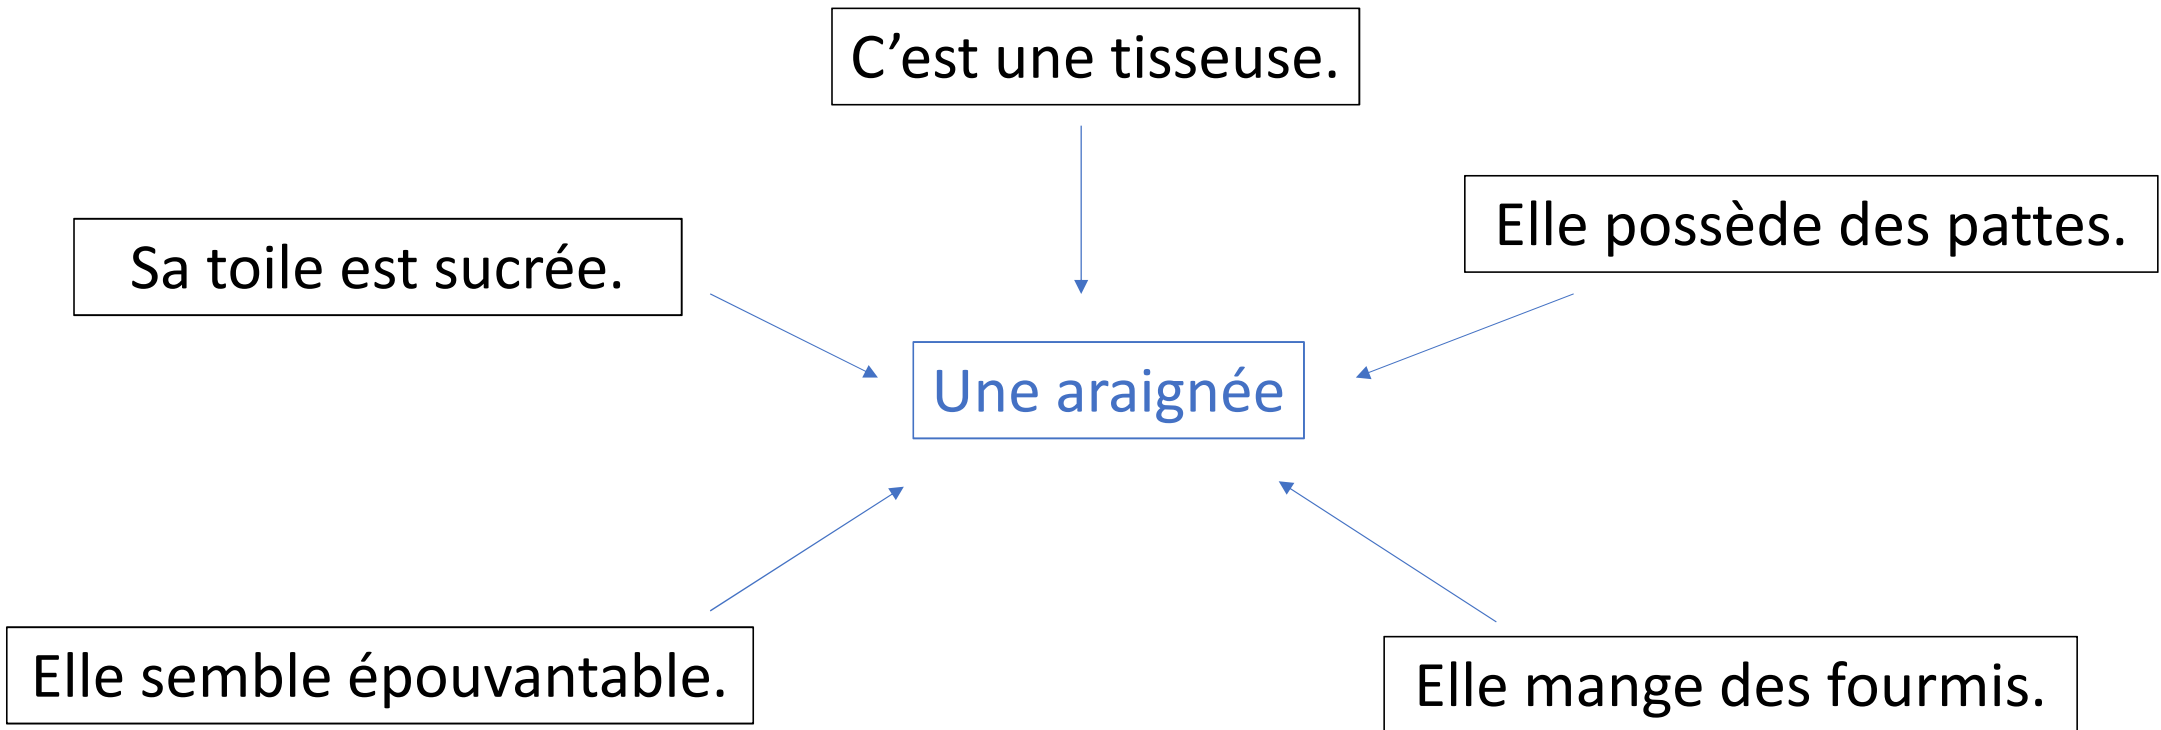 C’est une tisseuse.
Elle possède des pattes.
Sa toile est sucrée.
Une araignée
Elle semble épouvantable.
Elle mange des fourmis.